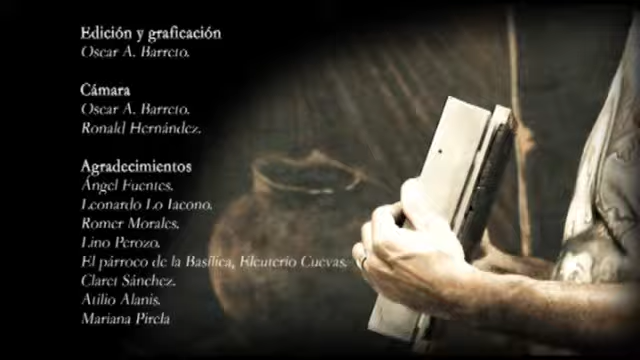 Edición y graficación
Oscar A. Barreto.
Cámara
Oscar A. Barreto.
Ronald Hernández.
Agradecimientos
Ángel Fuentes.
Leonardo Lo Iacono.
Romer Morales.
Lino Perozo.
El párroco de la Basílica, Eleuterio Cuevas.
Claret Sánchez.
Atilio Alanis.
Mariana Pirela